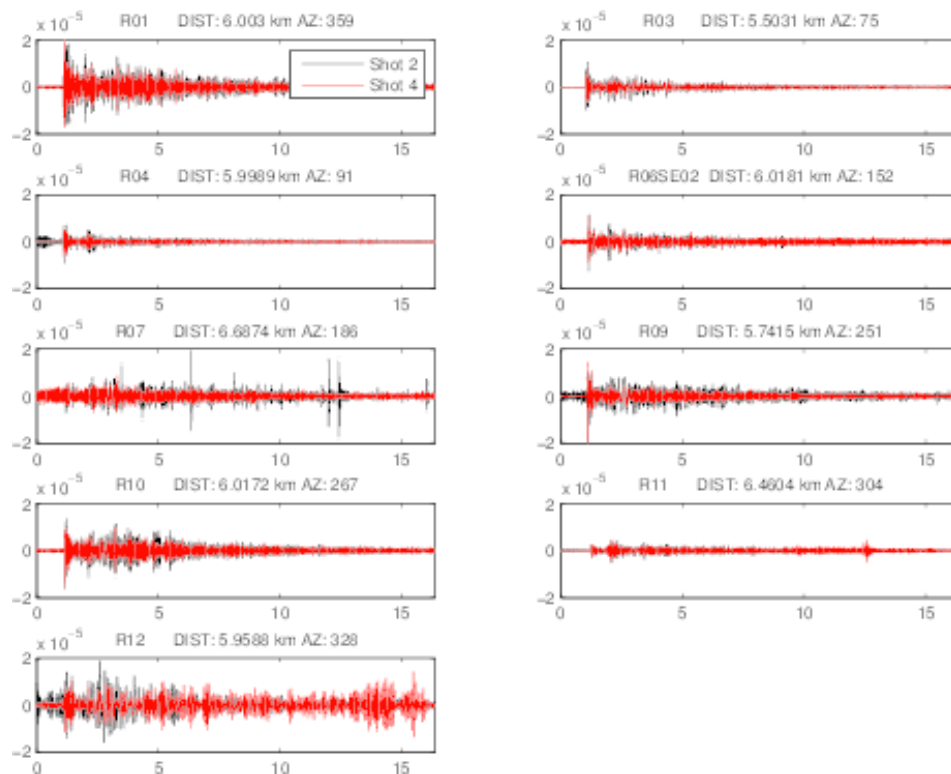 R01 DIST: 6.003 km AZ: 359
x 10⁻⁵
2
0
−2
0 5 10 15
Shot 2
Shot 4
R03 DIST: 5.5031 km AZ: 75
x 10⁻⁵
2
0
−2
0 5 10 15
R04 DIST: 5.9989 km AZ: 91
x 10⁻⁵
2
0
−2
0 5 10 15
R06SE02 DIST: 6.0181 km AZ: 152
x 10⁻⁵
2
0
−2
0 5 10 15
R07 DIST: 6.6874 km AZ: 186
x 10⁻⁵
2
0
−2
0 5 10 15
R09 DIST: 5.7415 km AZ: 251
x 10⁻⁵
2
0
−2
0 5 10 15
R10 DIST: 6.0172 km AZ: 267
x 10⁻⁵
2
0
−2
0 5 10 15
R11 DIST: 6.4604 km AZ: 304
x 10⁻⁵
2
0
−2
0 5 10 15
R12 DIST: 5.9588 km AZ: 328
x 10⁻⁵
2
0
−2
0 5 10 15